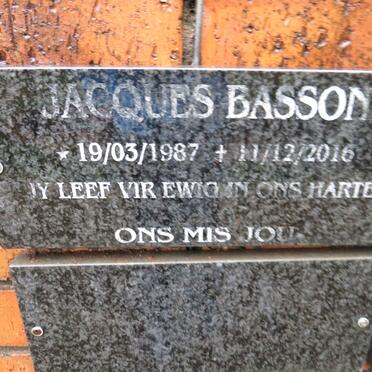 JACQUES BASSON
* 19/03/1987 † 11/12/2016
JY LEEF VIR EWIG IN ONS HARTE
ONS MIS JOU